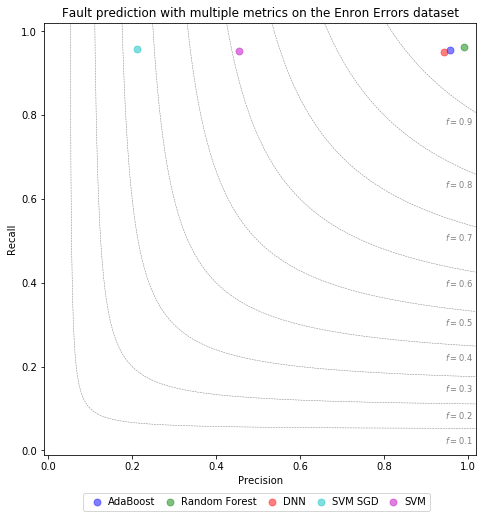 Fault prediction with multiple metrics on the Enron Errors dataset
1.0
0.8
0.6
0.4
0.2
0.0
Recall
f = 0.9
f = 0.8
f = 0.7
f = 0.6
f = 0.5
f = 0.4
f = 0.3
f = 0.2
f = 0.1
0.0 0.2 0.4 0.6 0.8 1.0
Precision
AdaBoost Random Forest DNN SVM SGD SVM